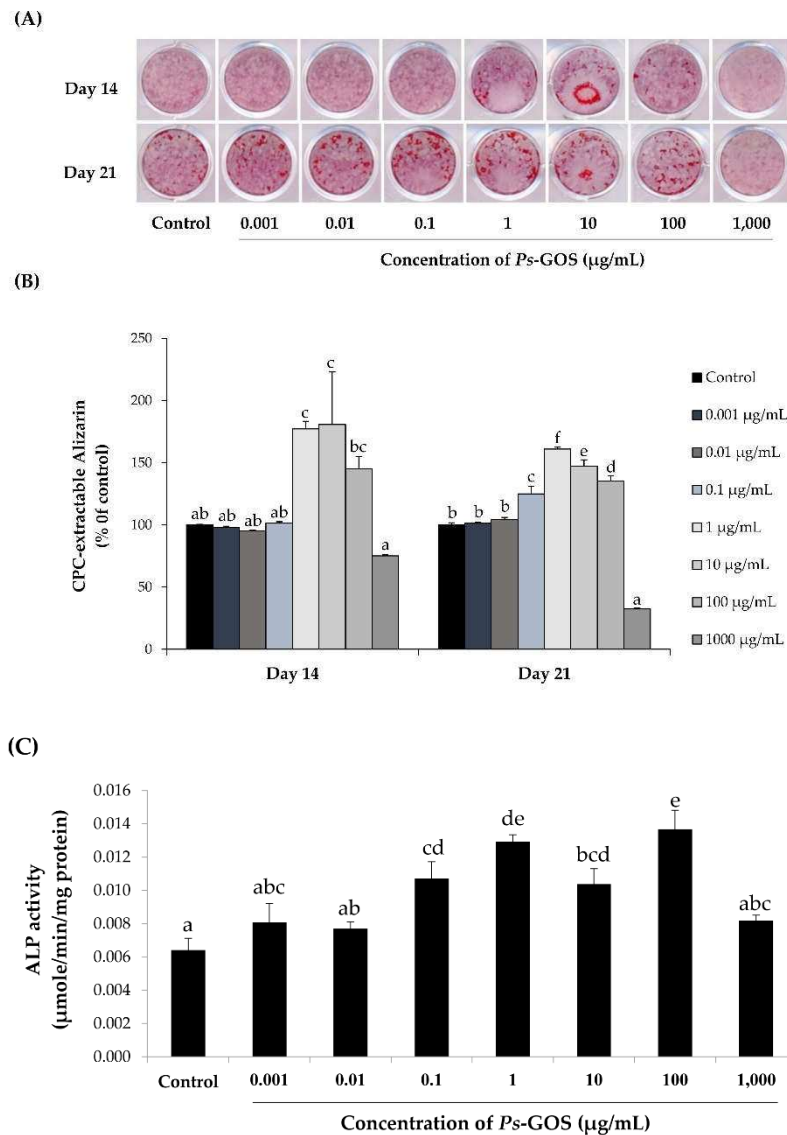 (A)
Day 14
Day 21
Control 0.001 0.01 0.1 1 10 100 1,000
Concentration of Ps-GOS (µg/mL)
(B)
CPC-extractable Alizarin
(% 0f control)
250
200
150
100
50
0
ab ab ab ab c c bc a
b b b c f e d a
Day 14 Day 21
Control
0.001 µg/mL
0.01 µg/mL
0.1 µg/mL
1 µg/mL
10 µg/mL
100 µg/mL
1000 µg/mL
(C)
ALP activity
(µmole/min/mg protein)
0.016
0.014
0.012
0.010
0.008
0.006
0.004
0.002
0.000
a abc ab cd de bcd e abc
Control 0.001 0.01 0.1 1 10 100 1,000
Concentration of Ps-GOS (µg/mL)